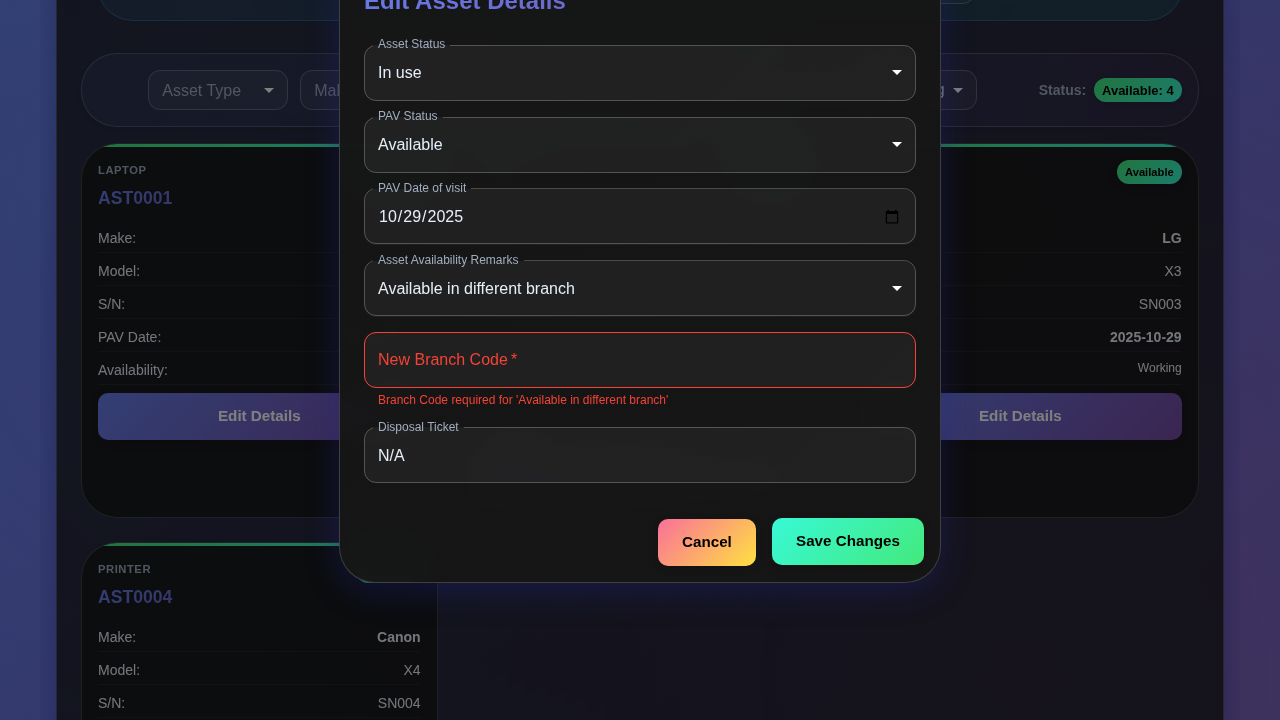 Edit Asset Details
Asset Status
In use
PAV Status
Available
PAV Date of visit
10/29/2025
Asset Availability Remarks
Available in different branch
New Branch Code *
Branch Code required for 'Available in different branch'
Disposal Ticket
N/A
Cancel
Save Changes
Asset Type
Status:
Available: 4
LAPTOP
AST0001
Make:
Model:
S/N:
PAV Date:
Availability:
Edit Details
Available
LG
X3
SN003
2025-10-29
Working
Edit Details
PRINTER
AST0004
Make:
Canon
Model:
X4
S/N:
SN004